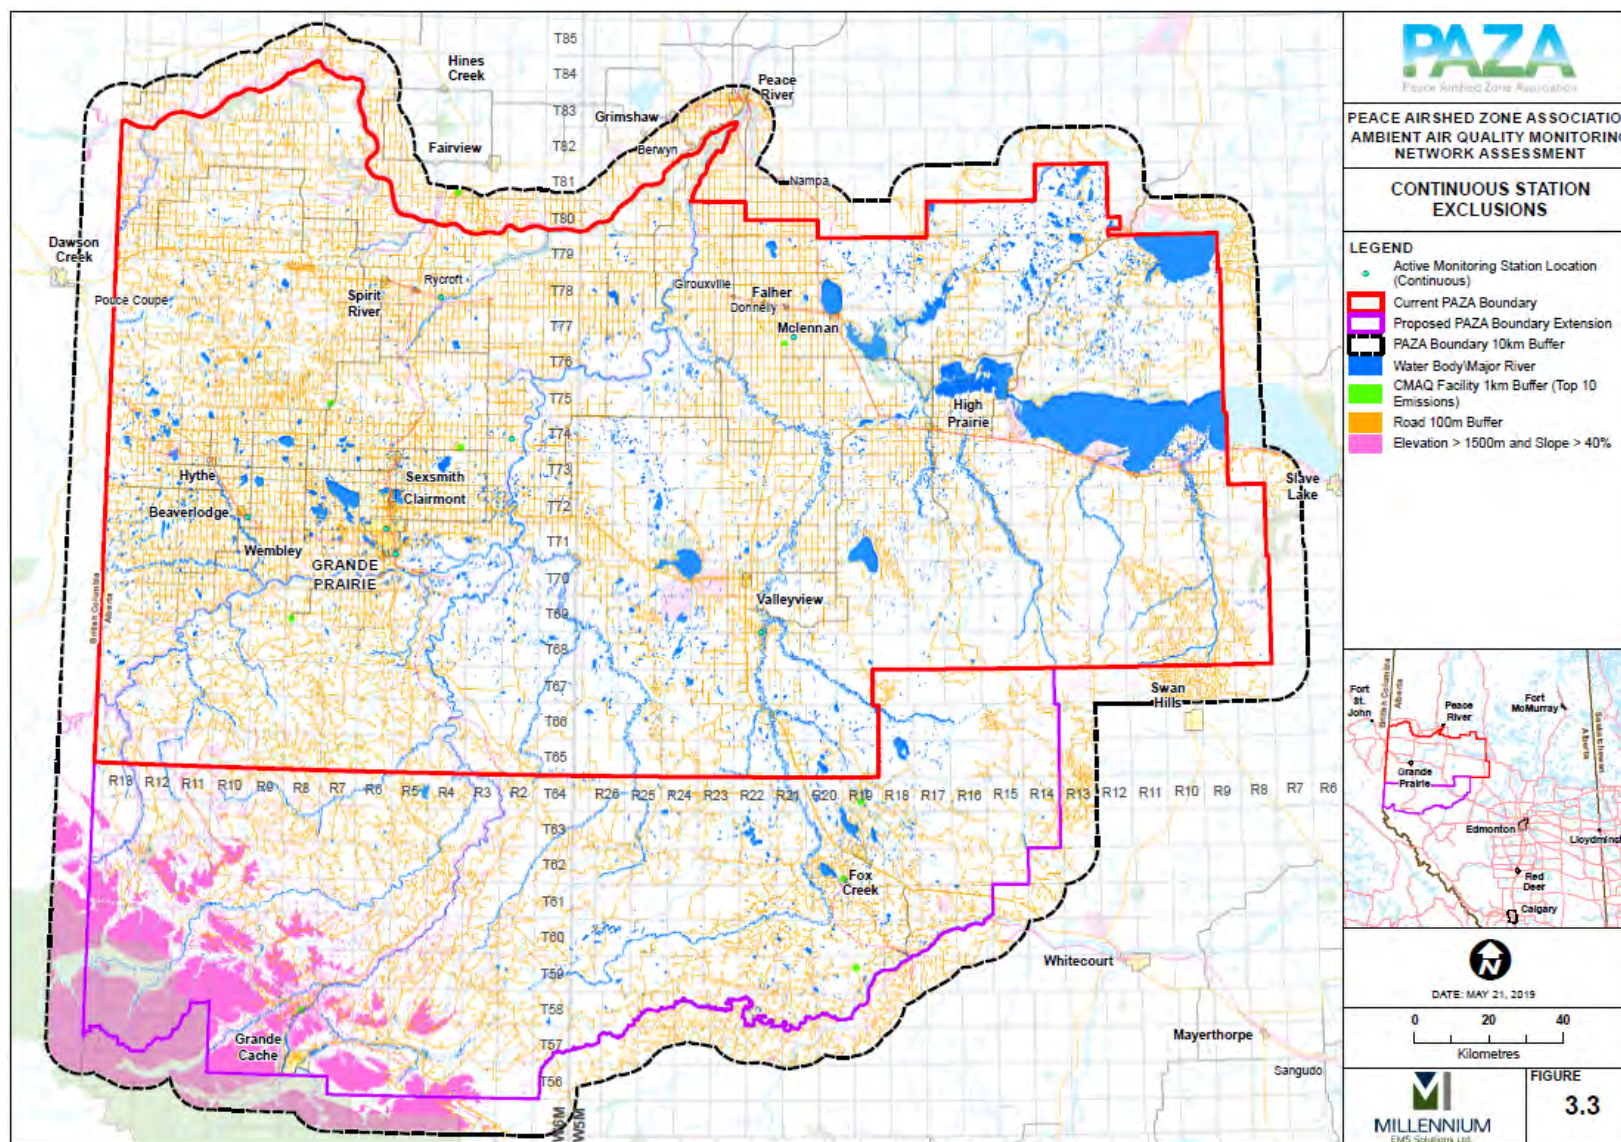 T85
T84
T83
T82
T81
T80
T79
T78
T77
T76
T75
T74
T73
T72
T71
T70
T69
T68
T67
T66
T65
T64
T63
T62
T61
T60
T59
T58
T57
T56
Hines
Creek
Peace
River
Grimshaw
Berwyn
Fairview
Nampa
Dawson
Creek
Pouce Coupe
Rycroft
Spirit
River
Girouxville
Falher
Donnelly
Mclennan
High
Prairie
Hythe
Sexsmith
Clairmont
Beaverlodge
Wembley
GRANDE
PRAIRIE
Slave
Lake
Valleyview
British Columbia
Alberta
Swan
Hills
R13 R12 R11 R10 R9 R8 R7 R6 R5 R4 R3 R2 R26 R25 R24 R23 R22 R21 R20 R19 R18 R17 R16 R15 R14 R13 R12 R11 R10 R9 R8 R7 R6
Fox
Creek
Whitecourt
Grande
Cache
Mayerthorpe
Sangudo
W6M
W5M
PAZA
Peace Airshed Zone Association
PEACE AIRSHED ZONE ASSOCIATIO
AMBIENT AIR QUALITY MONITORING
NETWORK ASSESSMENT
CONTINUOUS STATION
EXCLUSIONS
LEGEND
Active Monitoring Station Location
(Continuous)
Current PAZA Boundary
Proposed PAZA Boundary Extension
PAZA Boundary 10km Buffer
Water Body\Major River
CMAQ Facility 1km Buffer (Top 10
Emissions)
Road 100m Buffer
Elevation > 1500m and Slope > 40%
Fort
St.
John
British Columbia
Alberta
Peace
River
Fort
McMurray
Saskatchewan
Alberta
Grande
Prairie
Edmonton
Lloydminst
Red
Deer
Calgary
N
DATE: MAY 21, 2019
0 20 40
Kilometres
MILLENNIUM
EMS Solutions Ltd.
FIGURE
3.3